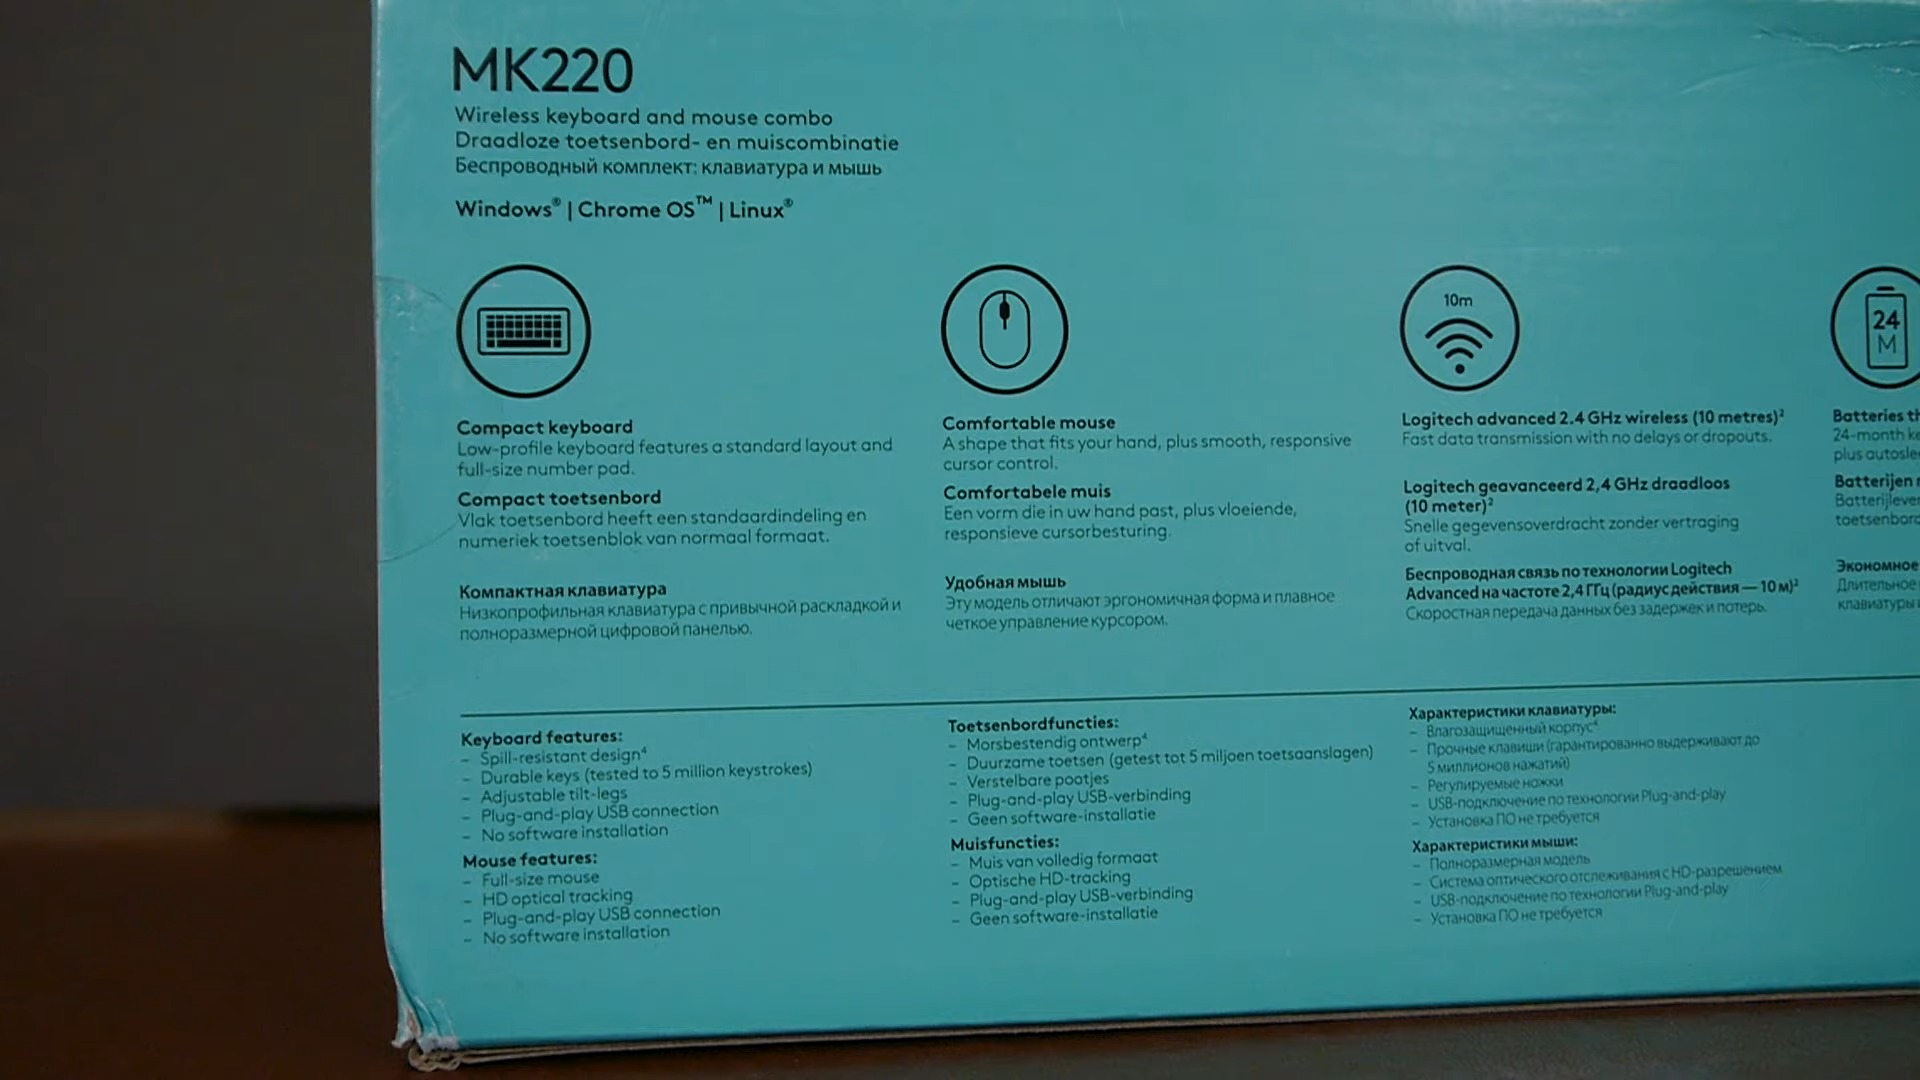 MK220
Wireless keyboard and mouse combo
Draadloze toetsenbord- en muiscombinatie
Беспроводный комплект: клавиатура и мышь
Windows® | Chrome OS™ | Linux®
Compact keyboard
Low-profile keyboard features a standard layout and
full-size number pad.
Compact toetsenbord
Vlak toetsenbord heeft een standaardindeling en
numeriek toetsenblok van normaal formaat.
Компактная клавиатура
Низкопрофильная клавиатура с привычной раскладкой и
полноразмерной цифровой панелью.
Comfortable mouse
A shape that fits your hand, plus smooth, responsive
cursor control.
Comfortabele muis
Een vorm die in uw hand past, plus vloeiende,
responsieve cursorbesturing.
Удобная мышь
Эту модель отличают эргономичная форма и плавное
четкое управление курсором.
10m
Logitech advanced 2.4 GHz wireless (10 metres)²
Fast data transmission with no delays or dropouts.
Logitech geavanceerd 2,4 GHz draadloos
(10 meter)²
Snelle gegevensoverdracht zonder vertraging
of uitval.
Беспроводная связь по технологии Logitech
Advanced на частоте 2,4 ГГц (радиус действия — 10 м)²
Скоростная передача данных без задержек и потерь.
24
M
Batteries
24-month
plus
Batterijen
Экономное
Длительное
клавиатуры
Keyboard features:
– Spill-resistant design⁴
– Durable keys (tested to 5 million keystrokes)
– Adjustable tilt-legs
– Plug-and-play USB connection
– No software installation
Mouse features:
– Full-size mouse
– HD optical tracking
– Plug-and-play USB connection
– No software installation
Toetsenbordfuncties:
– Morsbestendig ontwerp⁴
– Duurzame toetsen (getest tot 5 miljoen toetsaanslagen)
– Verstelbare pootjes
– Plug-and-play USB-verbinding
– Geen software-installatie
Muisfuncties:
– Muis van volledig formaat
– Optische HD-tracking
– Plug-and-play USB-verbinding
– Geen software-installatie
Характеристики клавиатуры:
– Влагозащищенный корпус⁴
– Прочные клавиши (гарантированно выдерживают до
5 миллионов нажатий)
– Регулируемые ножки
– USB-подключение по технологии Plug-and-play
– Установка ПО не требуется
Характеристики мыши:
– Полноразмерная модель
– Система оптического отслеживания с HD-разрешением
– USB-подключение по технологии Plug-and-play
– Установка ПО не требуется